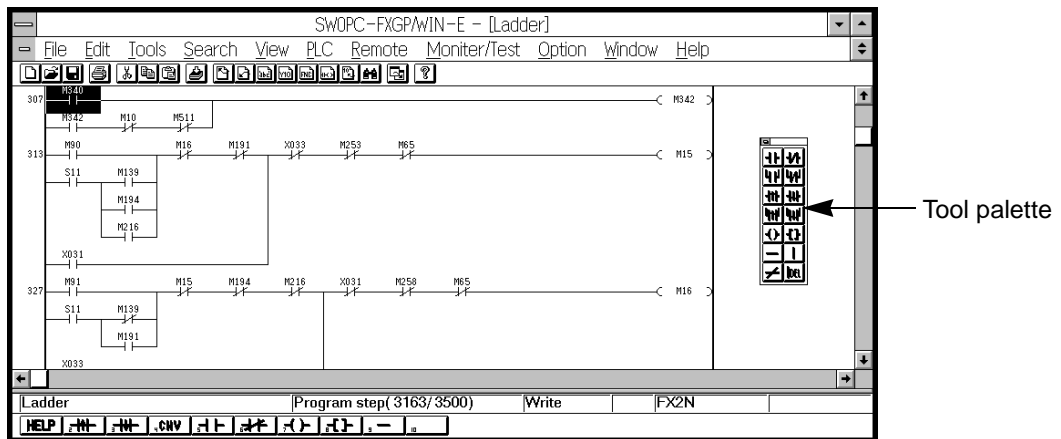 SW0PC-FXGP/WIN-E - [Ladder]
File Edit Tools Search View PLC Remote Moniter/Test Option Window Help
M340
307 M342
M342 M10 M511
M90 M16 M191 X033 M253 M65
313 M15
S11 M139
M194
M216
X031
M91 M15 M194 M216 X031 M258 M65
327 M16
S11 M139
M191
X033
DEL
Tool palette
Ladder Program step( 3163/ 3500) Write FX2N
HELP CNV